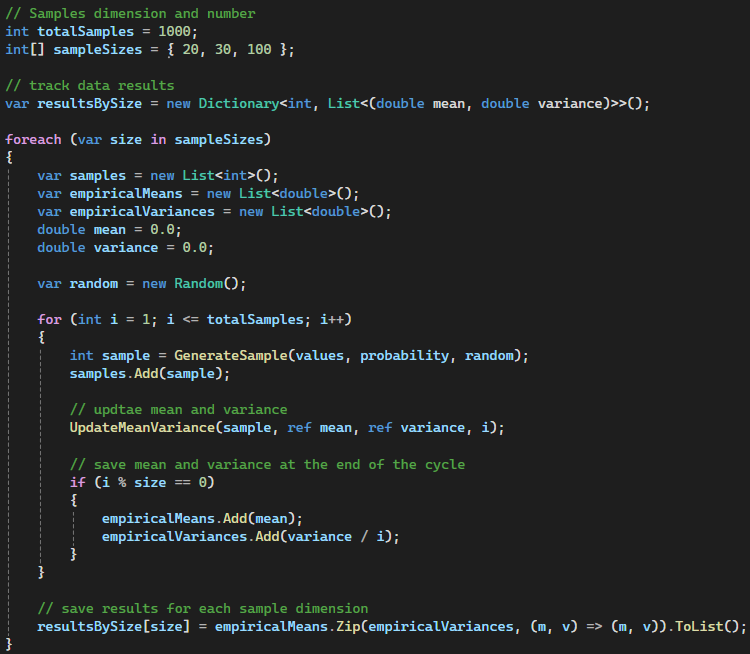 // Samples dimension and number
int totalSamples = 1000;
int[] sampleSizes = { 20, 30, 100 };
// track data results
var resultsBySize = new Dictionary<int, List<(double mean, double variance)>>();
foreach (var size in sampleSizes)
{
var samples = new List<int>();
var empiricalMeans = new List<double>();
var empiricalVariances = new List<double>();
double mean = 0.0;
double variance = 0.0;
var random = new Random();
for (int i = 1; i <= totalSamples; i++)
{
int sample = GenerateSample(values, probability, random);
samples.Add(sample);
// updtae mean and variance
UpdateMeanVariance(sample, ref mean, ref variance, i);
// save mean and variance at the end of the cycle
if (i % size == 0)
{
empiricalMeans.Add(mean);
empiricalVariances.Add(variance / i);
}
}
// save results for each sample dimension
resultsBySize[size] = empiricalMeans.Zip(empiricalVariances, (m, v) => (m, v)).ToList();
}